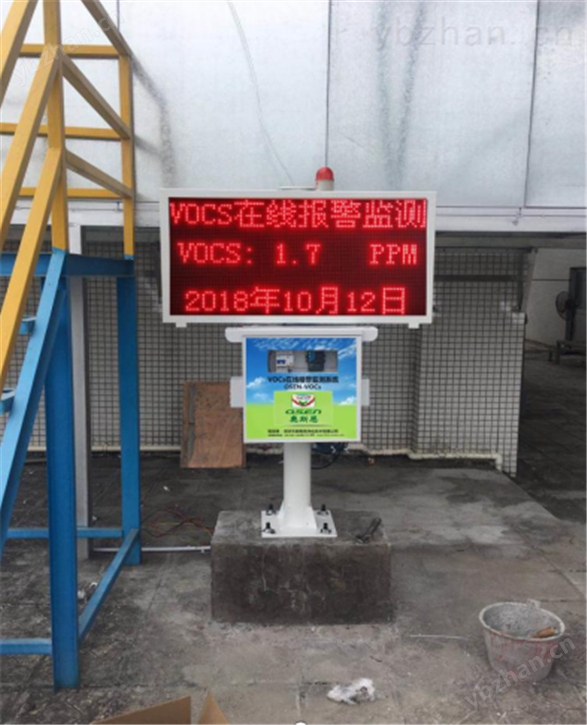 ybzhan.cn
VOCS在线报警监测
VOCS: 1.7 PPM
2018年10月12日
VOCs在线报警监测系统
OSEN-VOCs
OSEN
奥斯恩